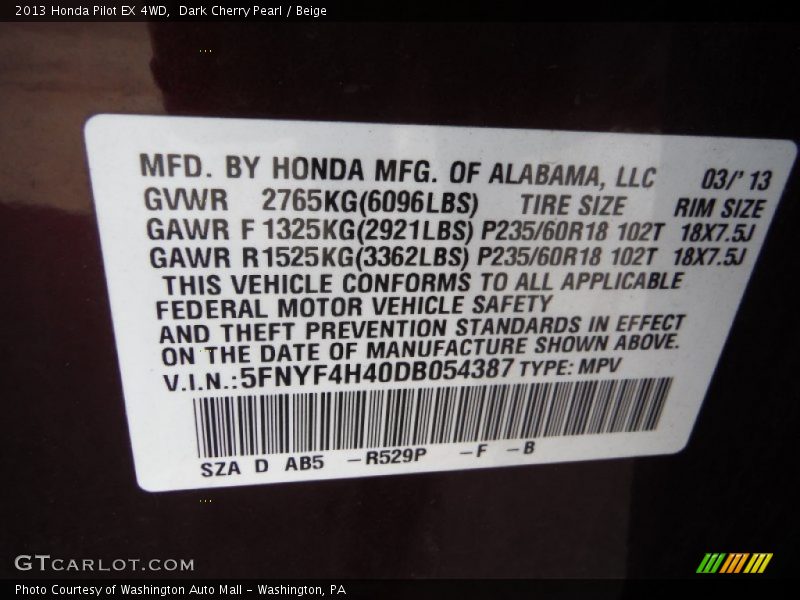 2013 Honda Pilot EX 4WD, Dark Cherry Pearl / Beige
MFD. BY HONDA MFG. OF ALABAMA, LLC 03/' 13
GVWR 2765KG(6096LBS) TIRE SIZE RIM SIZE
GAWR F 1325KG(2921LBS) P235/60R18 102T 18X7.5J
GAWR R1525KG(3362LBS) P235/60R18 102T 18X7.5J
THIS VEHICLE CONFORMS TO ALL APPLICABLE
FEDERAL MOTOR VEHICLE SAFETY
AND THEFT PREVENTION STANDARDS IN EFFECT
ON THE DATE OF MANUFACTURE SHOWN ABOVE.
V.I.N.:5FNYF4H40DB054387 TYPE: MPV
SZA D AB5 –R529P –F –B
GTCARLOT.COM
Photo Courtesy of Washington Auto Mall – Washington, PA